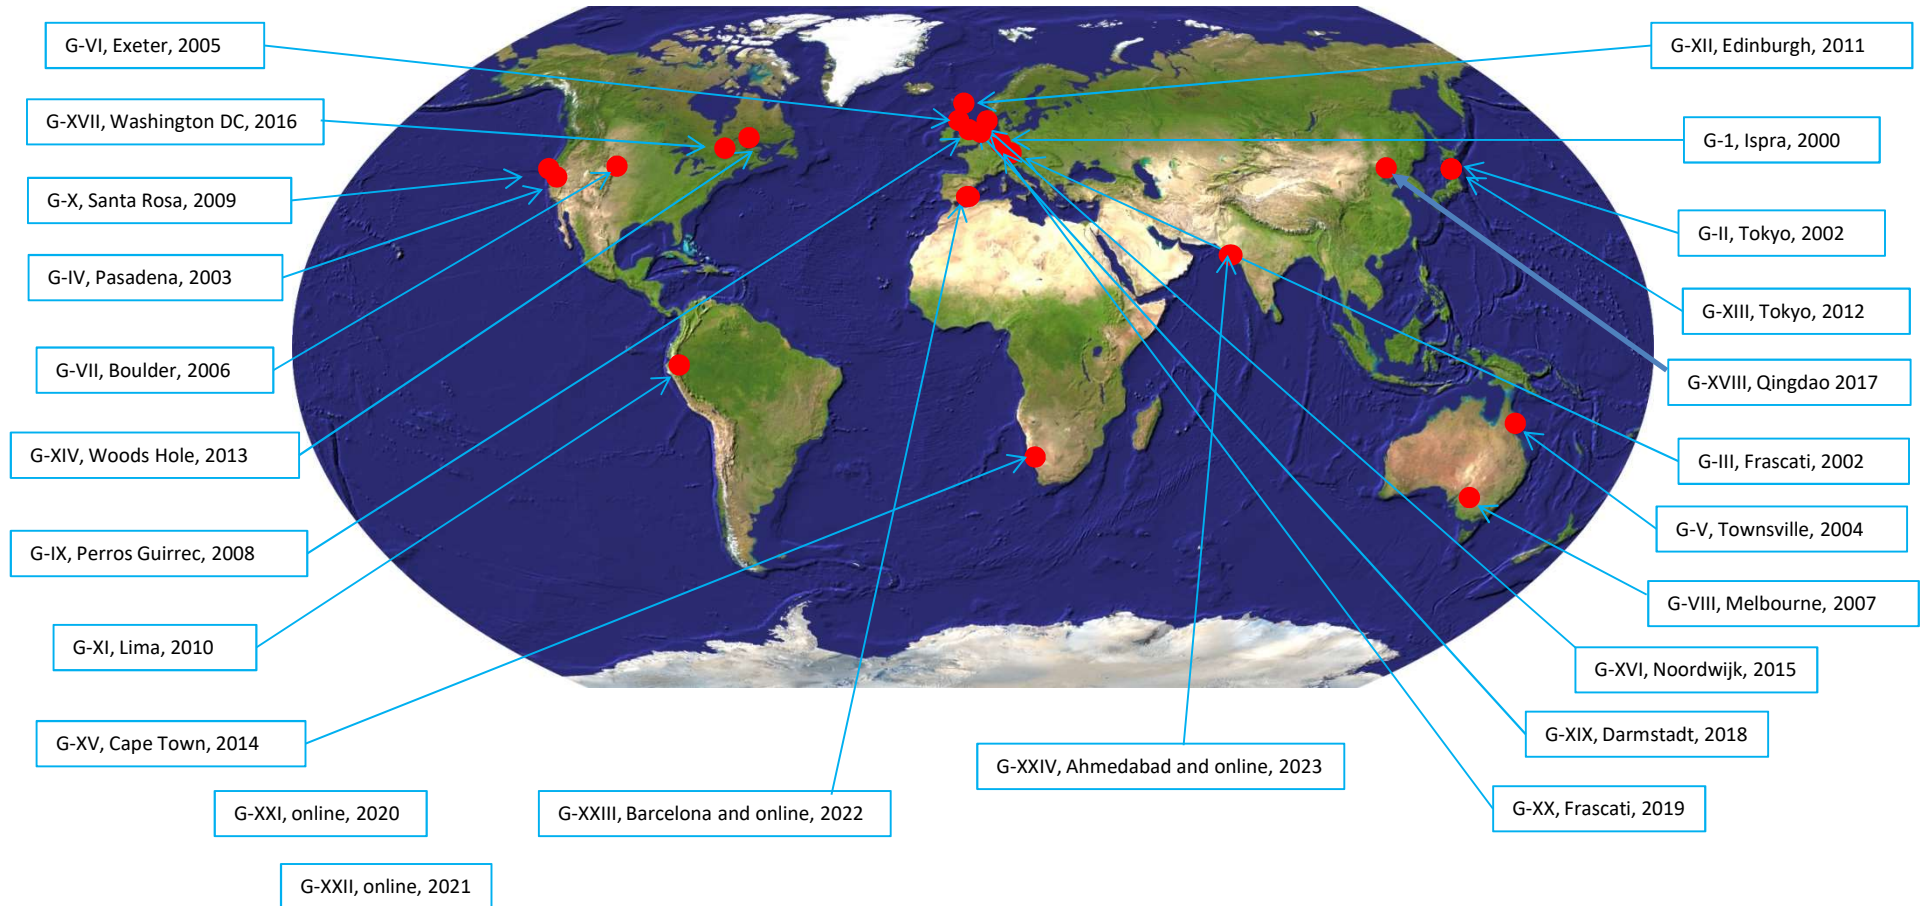 G-VI, Exeter, 2005
G-XII, Edinburgh, 2011
G-XVII, Washington DC, 2016
G-1, Ispra, 2000
G-X, Santa Rosa, 2009
G-II, Tokyo, 2002
G-IV, Pasadena, 2003
G-XIII, Tokyo, 2012
G-VII, Boulder, 2006
G-XVIII, Qingdao 2017
G-XIV, Woods Hole, 2013
G-III, Frascati, 2002
G-V, Townsville, 2004
G-IX, Perros Guirrec, 2008
G-VIII, Melbourne, 2007
G-XI, Lima, 2010
G-XVI, Noordwijk, 2015
G-XV, Cape Town, 2014
G-XIX, Darmstadt, 2018
G-XXIV, Ahmedabad and online, 2023
G-XXI, online, 2020
G-XXIII, Barcelona and online, 2022
G-XX, Frascati, 2019
G-XXII, online, 2021